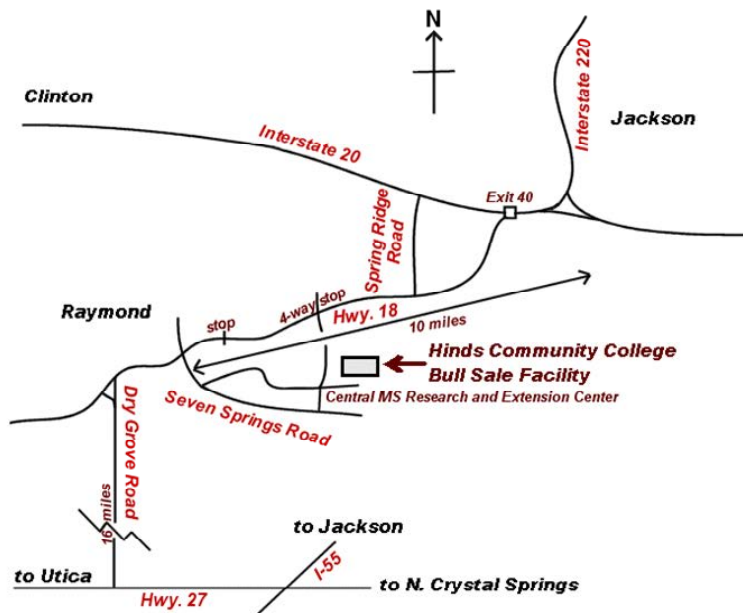 N
Clinton
Interstate 220
Jackson
Interstate 20
Exit 40
Spring Ridge
Road
4-way stop
Hwy. 18
10 miles
Raymond
stop
Hinds Community College
Bull Sale Facility
Central MS Research and Extension Center
Seven Springs Road
Dry Grove Road
16 miles
to Jackson
I-55
to Utica
Hwy. 27
to N. Crystal Springs